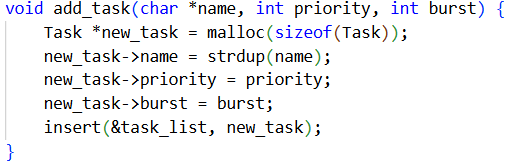 void add_task(char *name, int priority, int burst) {
    Task *new_task = malloc(sizeof(Task));
    new_task->name = strdup(name);
    new_task->priority = priority;
    new_task->burst = burst;
    insert(&task_list, new_task);
}